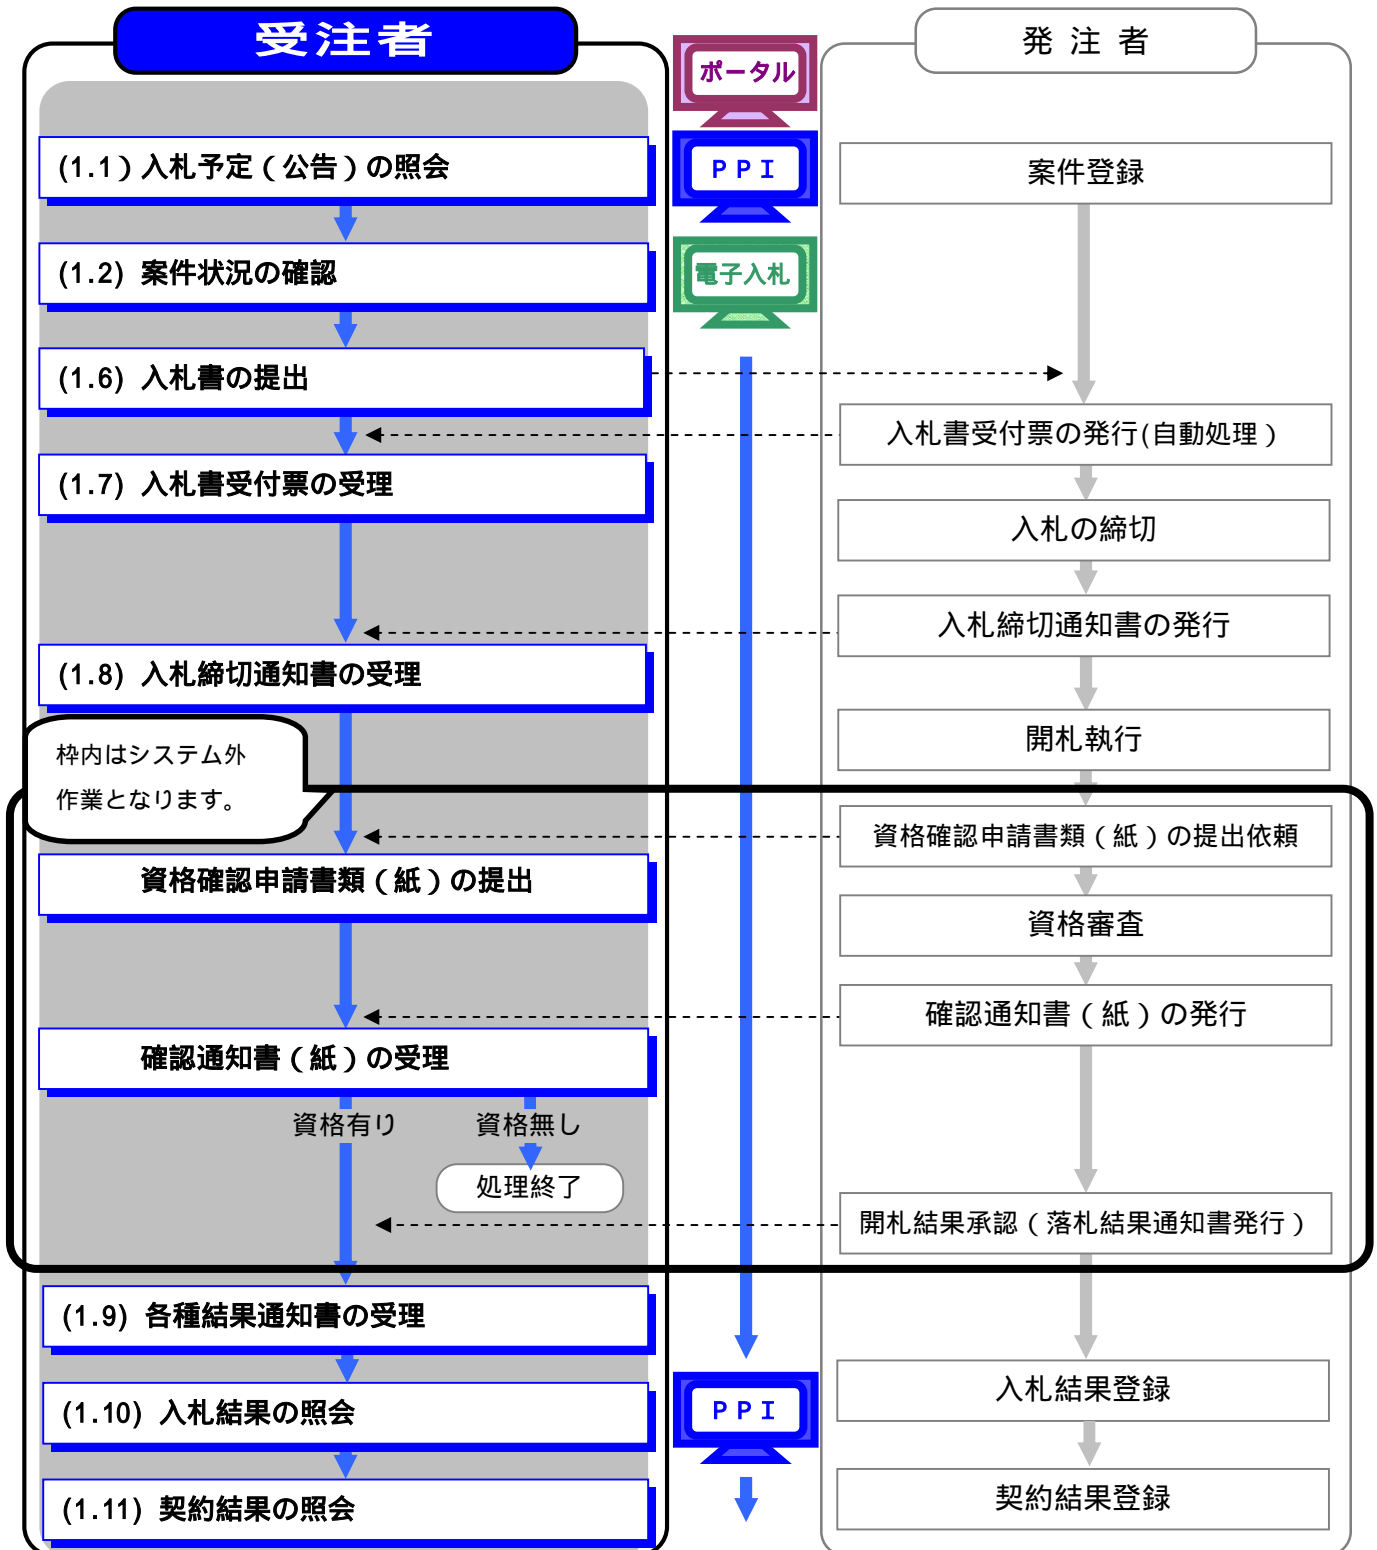 受注者
ポータル
発 注 者
(1.1)入札予定(公告)の照会
PPI
案件登録
(1.2) 案件状況の確認
電子入札
(1.6) 入札書の提出
入札書受付票の発行(自動処理)
(1.7) 入札書受付票の受理
入札の締切
入札締切通知書の発行
(1.8) 入札締切通知書の受理
開札執行
枠内はシステム外
作業となります。
資格確認申請書類(紙)の提出依頼
資格確認申請書類(紙)の提出
資格審査
確認通知書(紙)の発行
確認通知書(紙)の受理
資格有り
資格無し
処理終了
開札結果承認(落札結果通知書発行)
(1.9) 各種結果通知書の受理
入札結果登録
(1.10) 入札結果の照会
PPI
(1.11) 契約結果の照会
契約結果登録